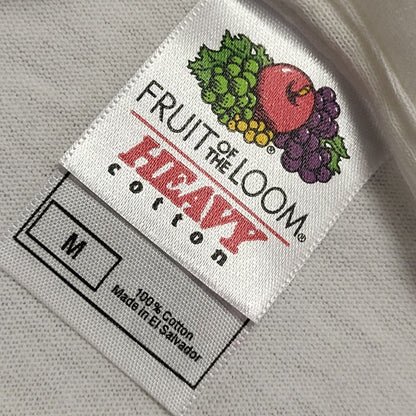 FRUIT OF THE LOOM®
HEAVY
cotton
M
100% Cotton
Made in El Salvador